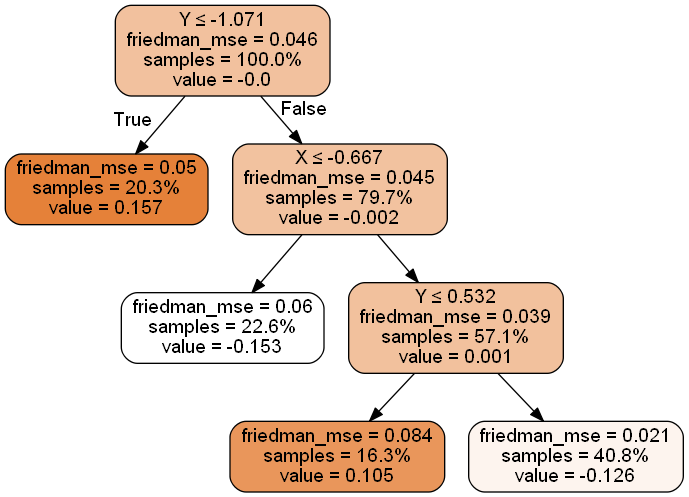 Y ≤ -1.071
friedman_mse = 0.046
samples = 100.0%
value = -0.0
True
False
friedman_mse = 0.05
samples = 20.3%
value = 0.157
X ≤ -0.667
friedman_mse = 0.045
samples = 79.7%
value = -0.002
friedman_mse = 0.06
samples = 22.6%
value = -0.153
Y ≤ 0.532
friedman_mse = 0.039
samples = 57.1%
value = 0.001
friedman_mse = 0.084
samples = 16.3%
value = 0.105
friedman_mse = 0.021
samples = 40.8%
value = -0.126